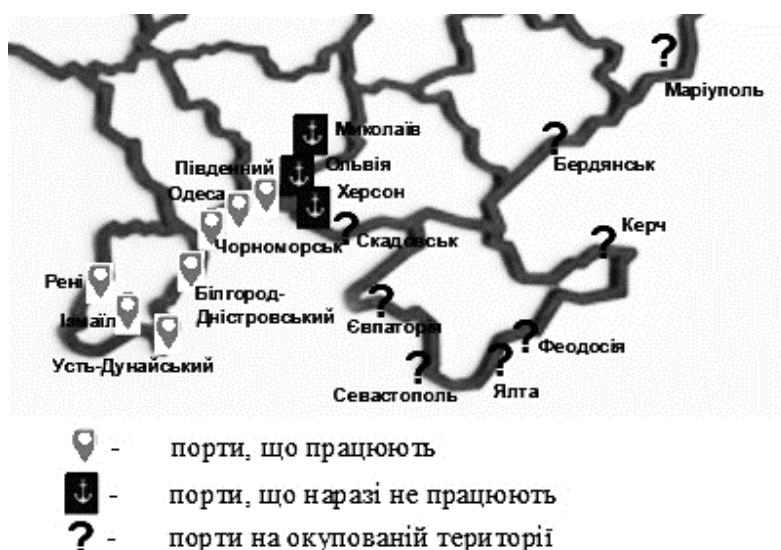 Маріуполь
Миколаїв
Ольвія
Бердянськ
Південний
Херсон
Одеса
Керч
Чорноморськ
Скадовськ
Рені
Білгород-
Дністровський
Ізмаїл
Євпаторія
Феодосія
Усть-Дунайський
Севастополь
Ялта
- порти, що працюють
- порти, що наразі не працюють
? - порти на окупованій території